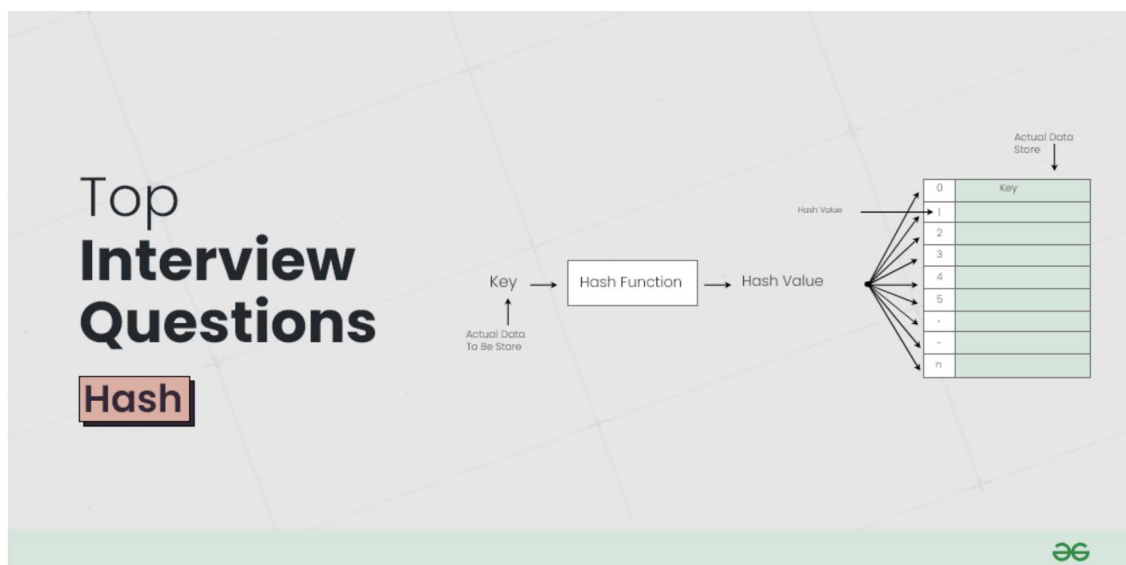 Top
Interview
Questions
Hash
Key
Hash Function
Hash Value
Actual Data
To Be Store
Hash Value
Actual Data
Store
0
Key
1
2
3
4
5
-
-
n